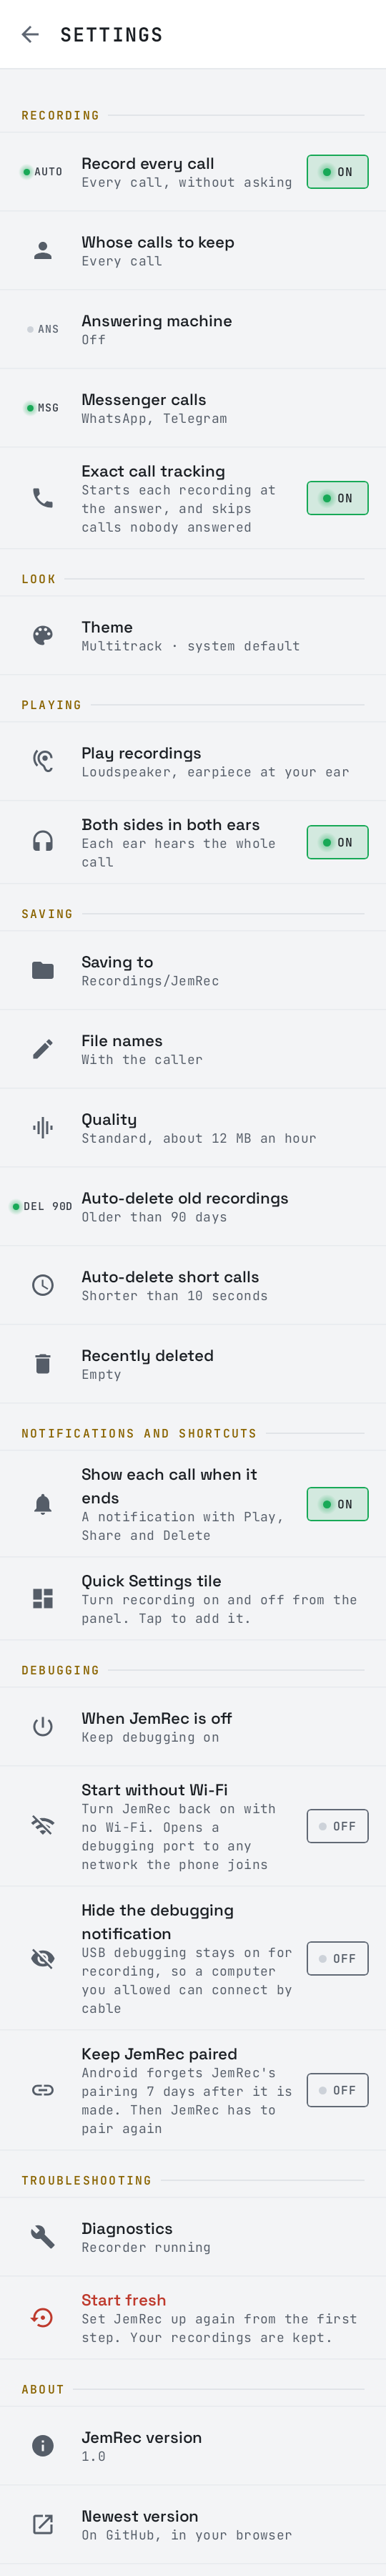 SETTINGS
RECORDING
AUTO
Record every call
Every call, without asking
ON
Whose calls to keep
Every call
ANS
Answering machine
Off
MSG
Messenger calls
WhatsApp, Telegram
Exact call tracking
Starts each recording at
the answer, and skips
calls nobody answered
ON
LOOK
Theme
Multitrack · system default
PLAYING
Play recordings
Loudspeaker, earpiece at your ear
Both sides in both ears
Each ear hears the whole
call
ON
SAVING
Saving to
Recordings/JemRec
File names
With the caller
Quality
Standard, about 12 MB an hour
DEL 90D
Auto-delete old recordings
Older than 90 days
Auto-delete short calls
Shorter than 10 seconds
Recently deleted
Empty
NOTIFICATIONS AND SHORTCUTS
Show each call when it
ends
A notification with Play,
Share and Delete
ON
Quick Settings tile
Turn recording on and off from the
panel. Tap to add it.
DEBUGGING
When JemRec is off
Keep debugging on
Start without Wi-Fi
Turn JemRec back on with
no Wi-Fi. Opens a
debugging port to any
network the phone joins
OFF
Hide the debugging
notification
USB debugging stays on for
recording, so a computer
you allowed can connect by
cable
OFF
Keep JemRec paired
Android forgets JemRec's
pairing 7 days after it is
made. Then JemRec has to
pair again
OFF
TROUBLESHOOTING
Diagnostics
Recorder running
Start fresh
Set JemRec up again from the first
step. Your recordings are kept.
ABOUT
JemRec version
1.0
Newest version
On GitHub, in your browser